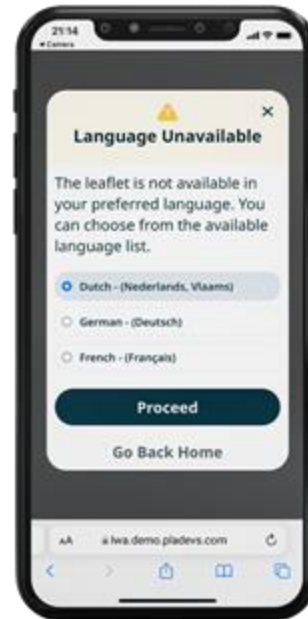 21:14
Camera
Language Unavailable
The leaflet is not available in
your preferred language. You
can choose from the available
language list.
Dutch - (Nederlands, Vlaams)
German - (Deutsch)
French - (Français)
Proceed
Go Back Home
AA lwa.demo.pladevs.com